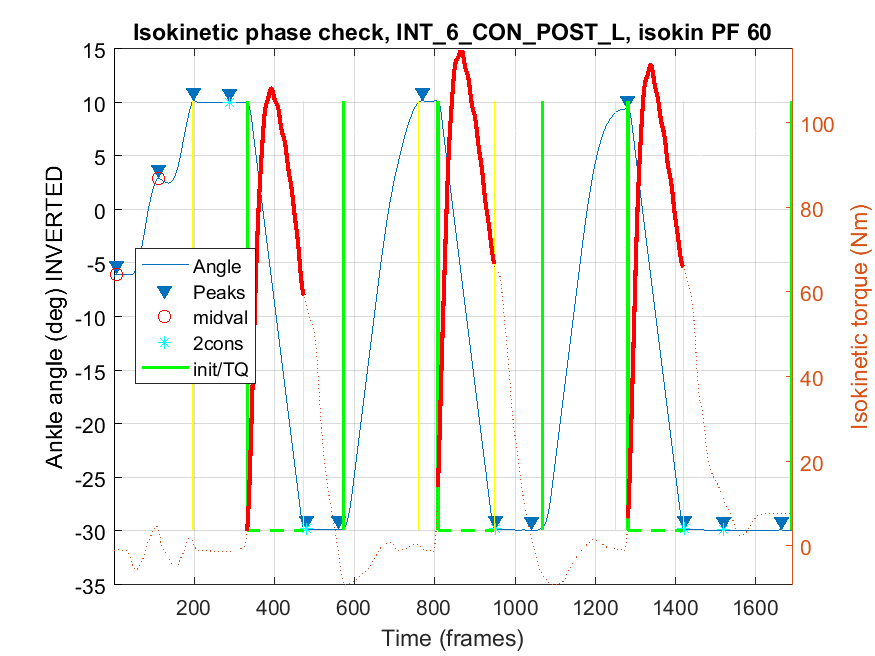 Isokinetic phase check, INT_6_CON_POST_L, isokin PF 60
15
10
5
0
-5
-10
-15
-20
-25
-30
-35
Ankle angle (deg) INVERTED
Angle
Peaks
midval
2cons
init/TQ
100
80
60
40
20
0
Isokinetic torque (Nm)
200
400
600
800
1000
1200
1400
1600
Time (frames)